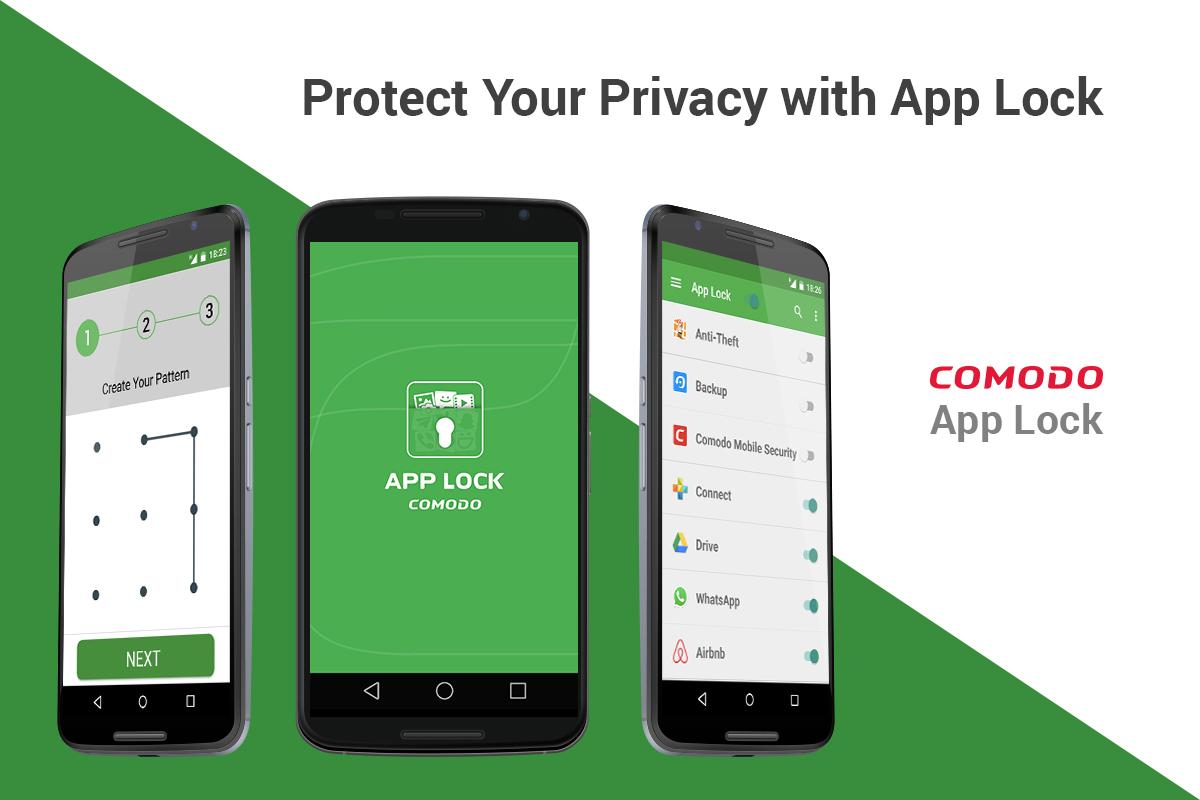 Protect Your Privacy with App Lock
18:23
1
2
3
Create Your Pattern
NEXT
APP LOCK
COMODO
18:26
App Lock
Anti-Theft
Backup
Comodo Mobile Security
Connect
Drive
WhatsApp
Airbnb
COMODO
App Lock